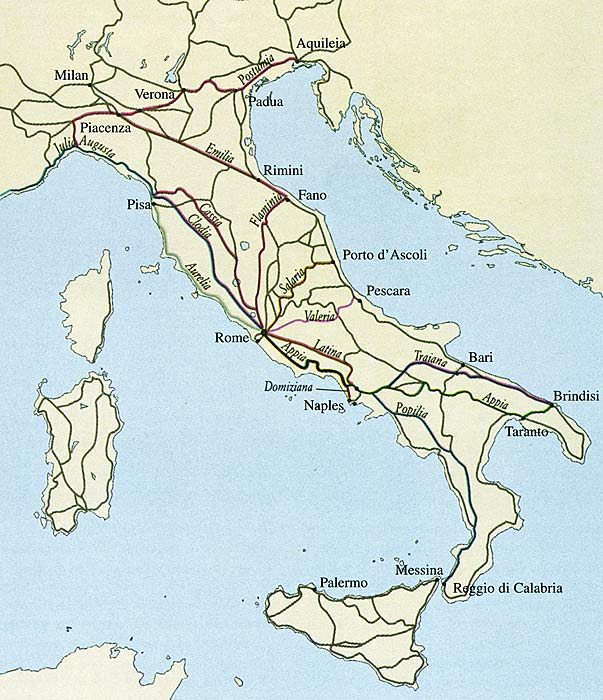 Aquileia
Milan
Postumia
Verona
Padua
Piacenza
Julia Augusta
Emilia
Rimini
Fano
Pisa
Cassia
Flaminia
Clodia
Porto d'Ascoli
Aurelia
Salaria
Pescara
Valeria
Rome
Latina
Appia
Traiana
Bari
Domiziana
Appia
Brindisi
Naples
Popilia
Taranto
Messina
Palermo
Reggio di Calabria